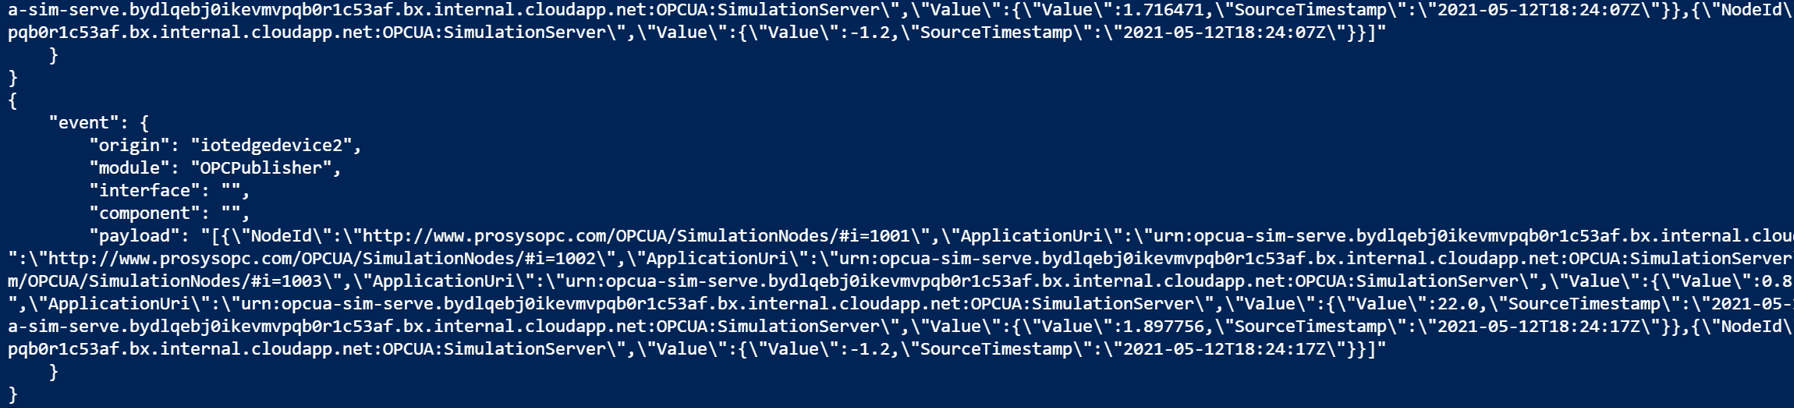 a-sim-serve.bydlqebj0ikevmvpqb0r1c53af.bx.internal.cloudapp.net:OPCUA:SimulationServer\",\"Value\":{\"Value\":1.716471,\"SourceTimestamp\":\"2021-05-12T18:24:07Z\"}},{\"NodeId\
pqb0r1c53af.bx.internal.cloudapp.net:OPCUA:SimulationServer\",\"Value\":{\"Value\":-1.2,\"SourceTimestamp\":\"2021-05-12T18:24:07Z\"}}]"
    }
}
{
    "event": {
        "origin": "iotedgedevice2",
        "module": "OPCPublisher",
        "interface": "",
        "component": "",
        "payload": "[{\"NodeId\":\"http://www.prosysopc.com/OPCUA/SimulationNodes/#i=1001\",\"ApplicationUri\":\"urn:opcua-sim-serve.bydlqebj0ikevmvpqb0r1c53af.bx.internal.clou
":\"http://www.prosysopc.com/OPCUA/SimulationNodes/#i=1002\",\"ApplicationUri\":\"urn:opcua-sim-serve.bydlqebj0ikevmvpqb0r1c53af.bx.internal.cloudapp.net:OPCUA:SimulationServer
m/OPCUA/SimulationNodes/#i=1003\",\"ApplicationUri\":\"urn:opcua-sim-serve.bydlqebj0ikevmvpqb0r1c53af.bx.internal.cloudapp.net:OPCUA:SimulationServer\",\"Value\":{\"Value\":0.8
",\"ApplicationUri\":\"urn:opcua-sim-serve.bydlqebj0ikevmvpqb0r1c53af.bx.internal.cloudapp.net:OPCUA:SimulationServer\",\"Value\":{\"Value\":22.0,\"SourceTimestamp\":\"2021-05-
a-sim-serve.bydlqebj0ikevmvpqb0r1c53af.bx.internal.cloudapp.net:OPCUA:SimulationServer\",\"Value\":{\"Value\":1.897756,\"SourceTimestamp\":\"2021-05-12T18:24:17Z\"}},{\"NodeId\
pqb0r1c53af.bx.internal.cloudapp.net:OPCUA:SimulationServer\",\"Value\":{\"Value\":-1.2,\"SourceTimestamp\":\"2021-05-12T18:24:17Z\"}}]"
    }
}